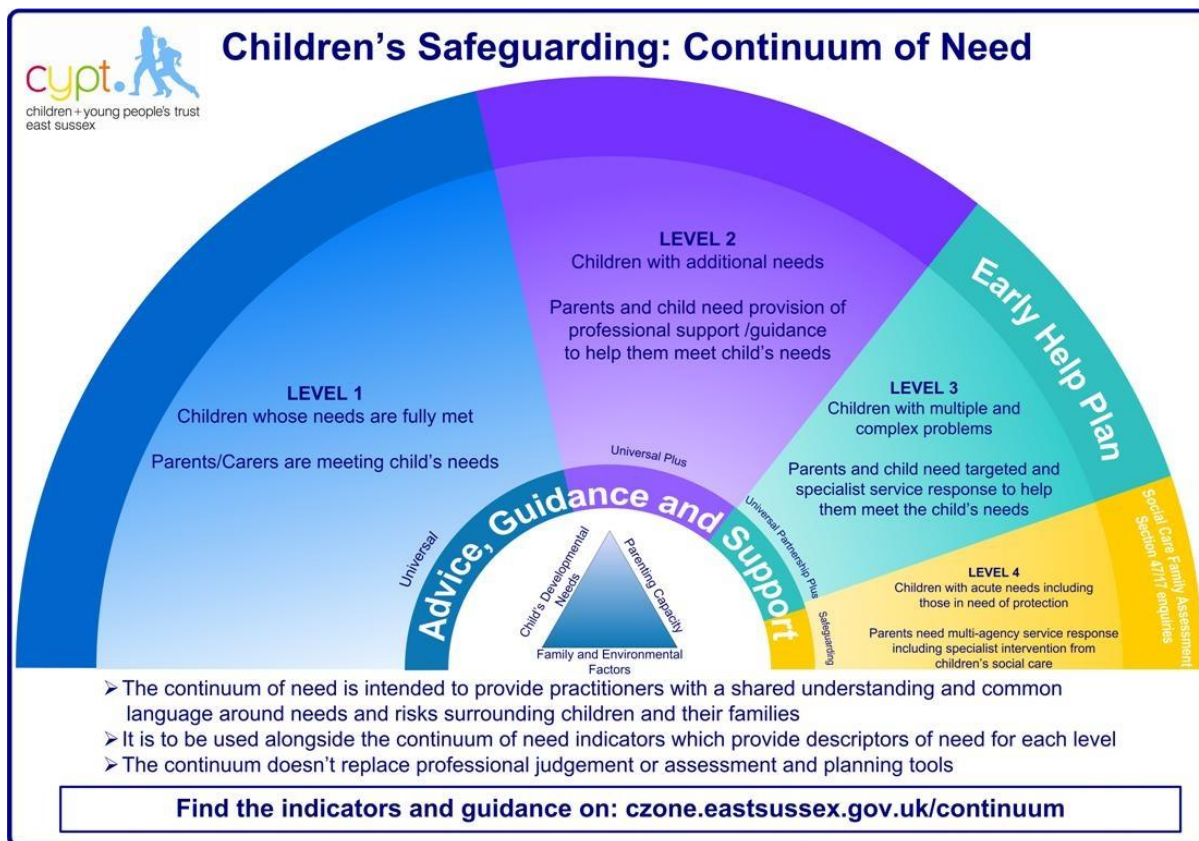 Children's Safeguarding: Continuum of Need
cypt.
children + young people's trust
east sussex
LEVEL 1
Children whose needs are fully met
Parents/Carers are meeting child's needs
LEVEL 2
Children with additional needs
Parents and child need provision of
professional support /guidance
to help them meet child's needs
LEVEL 3
Children with multiple and
complex problems
Parents and child need targeted and
specialist service response to help
them meet the child's needs
LEVEL 4
Children with acute needs including
those in need of protection
Parents need multi-agency service response
including specialist intervention from
children's social care
Early Help Plan
Social Care Family Assessment
Section 47/17 enquiries
Universal
Universal Plus
Universal Partnership Plus
Safeguarding
Advice, Guidance and Support
Child's Developmental
Needs
Parenting Capacity
Family and Environmental
Factors
➢ The continuum of need is intended to provide practitioners with a shared understanding and common
language around needs and risks surrounding children and their families
➢ It is to be used alongside the continuum of need indicators which provide descriptors of need for each level
➢ The continuum doesn't replace professional judgement or assessment and planning tools
Find the indicators and guidance on: czone.eastsussex.gov.uk/continuum